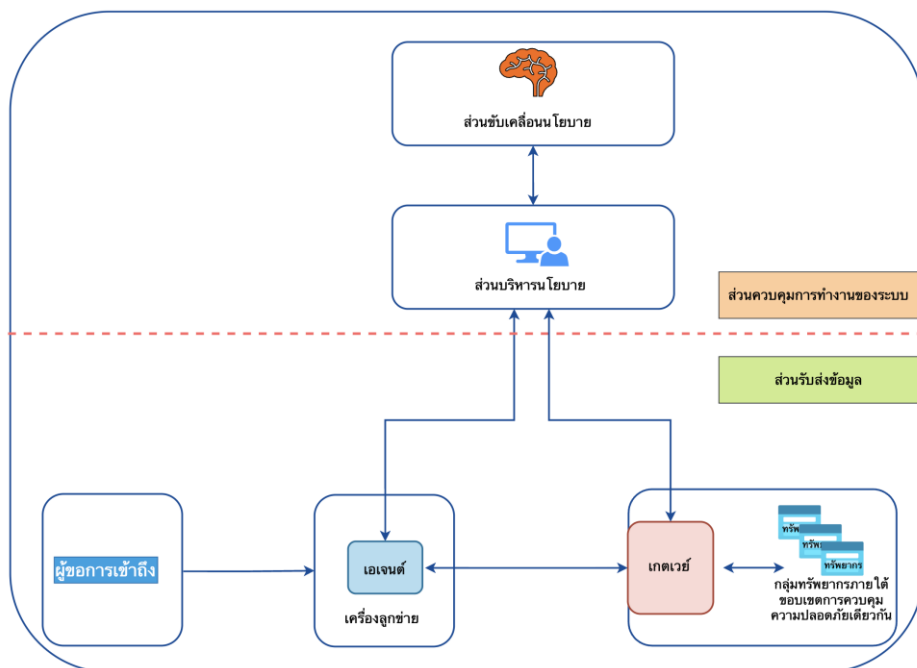 ส่วนขับเคลื่อนนโยบาย
ส่วนบริหารนโยบาย
ส่วนควบคุมการทำงานของระบบ
ส่วนรับส่งข้อมูล
ผู้ขอการเข้าถึง
เอเจนต์
เครื่องลูกข่าย
เกตเวย์
ทรัพ
ทรัพย
ทรัพยากร
กลุ่มทรัพยากรภายใต้
ขอบเขตการควบคุม
ความปลอดภัยเดียวกัน